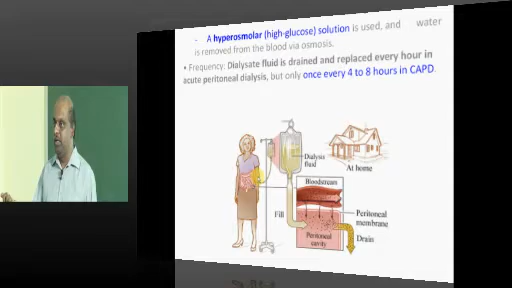 - A hyperosmolar (high-glucose) solution is used, and water
is removed from the blood via osmosis.
• Frequency: Dialysate fluid is drained and replaced every hour in
acute peritoneal dialysis, but only once every 4 to 8 hours in CAPD.
Dialysis
fluid
At home
Bloodstream
Fill
Peritoneal
membrane
Peritoneal
cavity
Drain